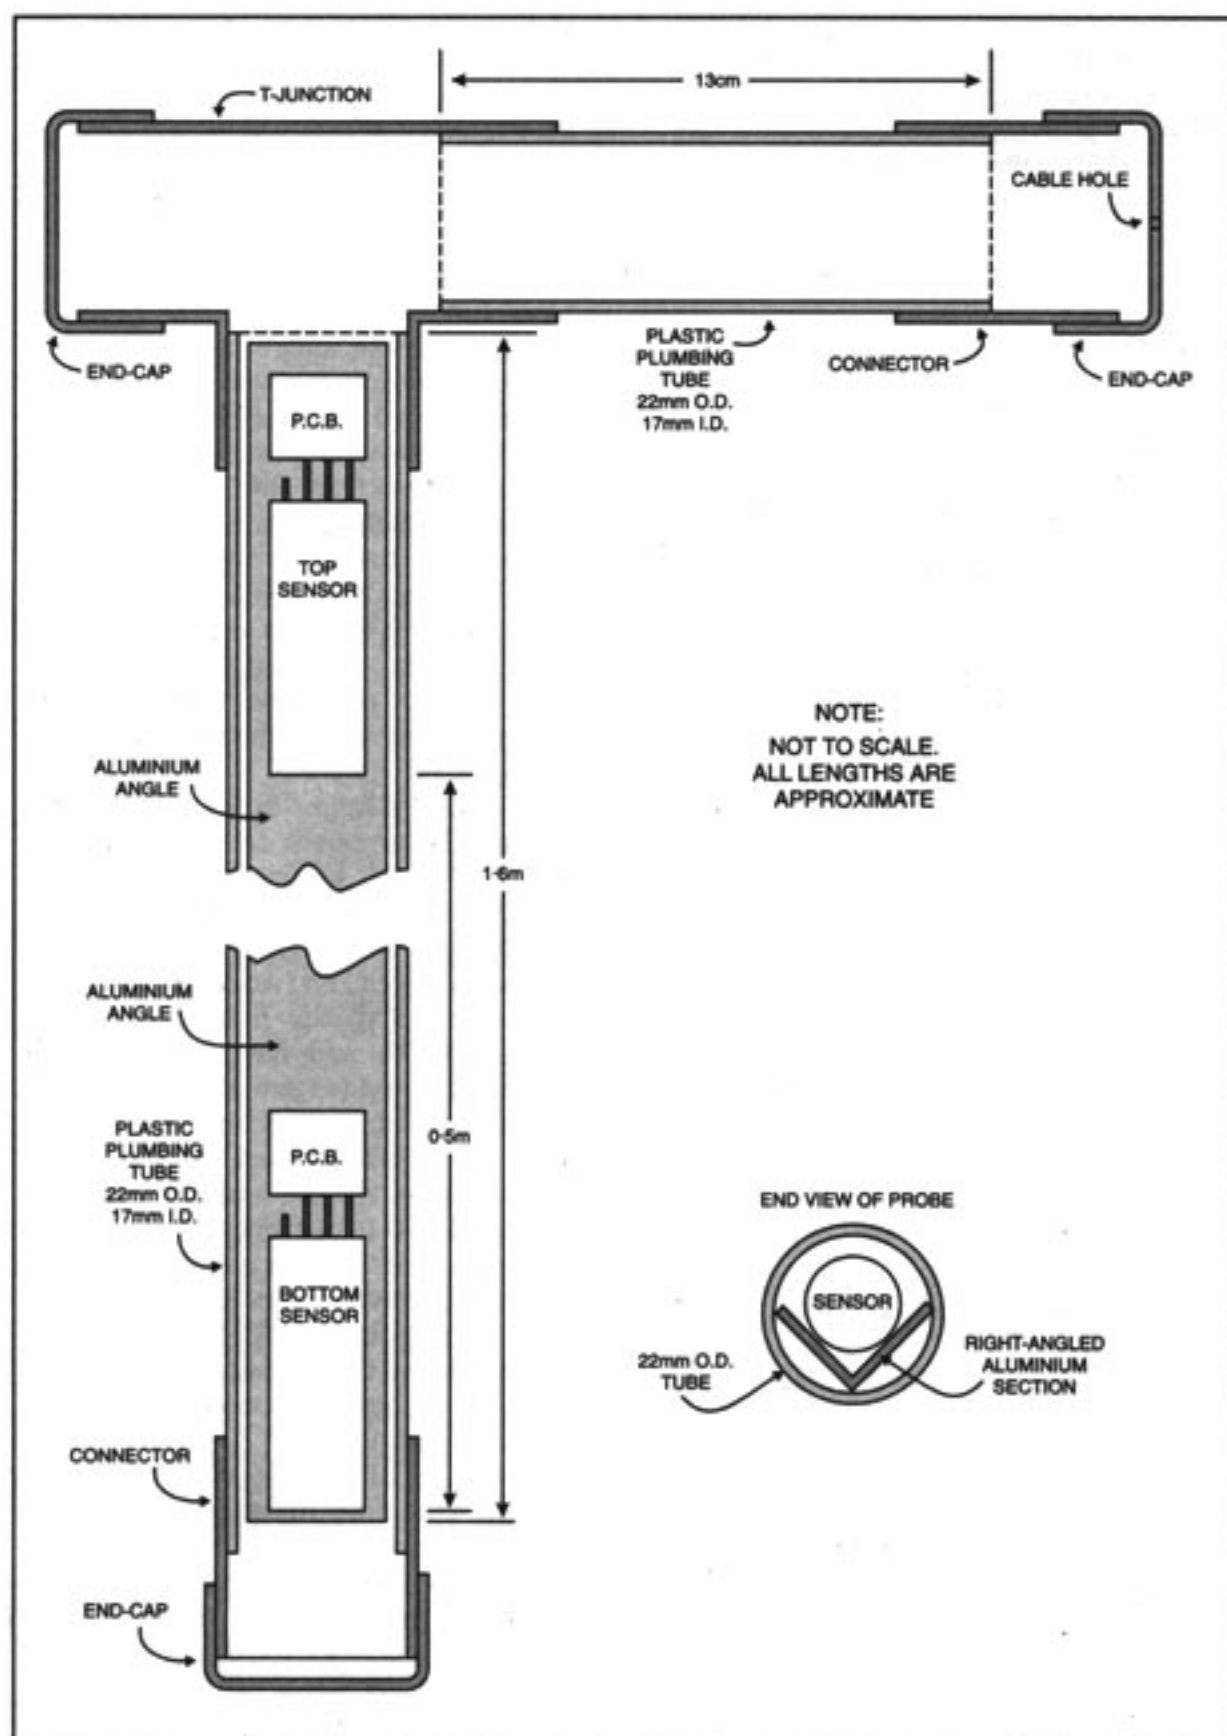 T-JUNCTION
13cm
CABLE HOLE
END-CAP
PLASTIC
PLUMBING
TUBE
22mm O.D.
17mm I.D.
CONNECTOR
END-CAP
P.C.B.
TOP
SENSOR
NOTE:
NOT TO SCALE.
ALL LENGTHS ARE
APPROXIMATE
ALUMINIUM
ANGLE
1·6m
ALUMINIUM
ANGLE
PLASTIC
PLUMBING
TUBE
22mm O.D.
17mm I.D.
P.C.B.
0·5m
BOTTOM
SENSOR
END VIEW OF PROBE
SENSOR
22mm O.D.
TUBE
RIGHT-ANGLED
ALUMINIUM
SECTION
CONNECTOR
END-CAP